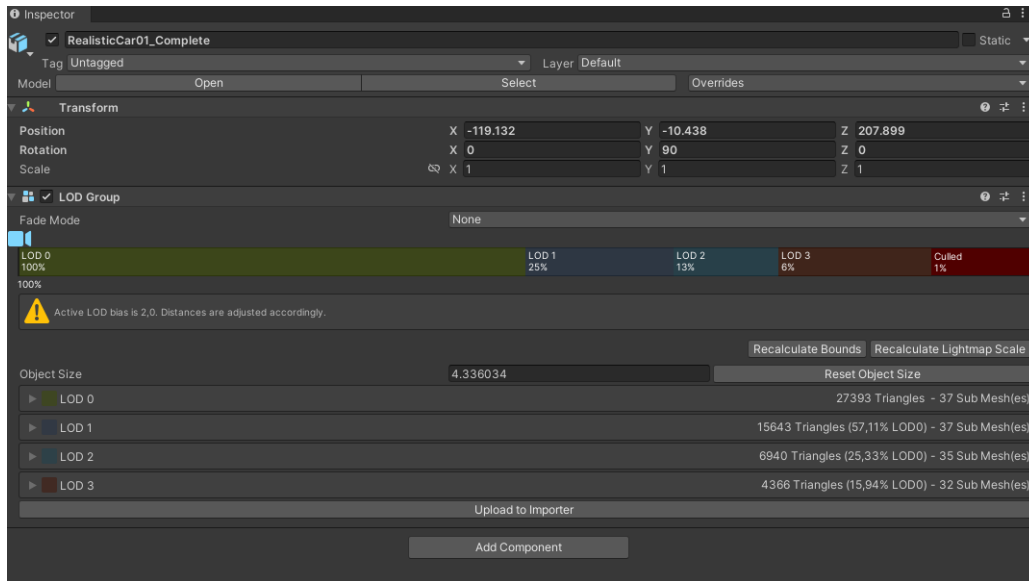 Inspector
RealisticCar01_Complete Static
Tag Untagged Layer Default
Model Open Select Overrides
Transform
Position X -119.132 Y -10.438 Z 207.899
Rotation X 0 Y 90 Z 0
Scale X 1 Y 1 Z 1
LOD Group
Fade Mode None
LOD 0 LOD 1 LOD 2 LOD 3 Culled
100% 25% 13% 6% 1%
100%
Active LOD bias is 2,0. Distances are adjusted accordingly.
Recalculate Bounds Recalculate Lightmap Scale
Object Size 4.336034 Reset Object Size
LOD 0 27393 Triangles - 37 Sub Mesh(es)
LOD 1 15643 Triangles (57,11% LOD0) - 37 Sub Mesh(es)
LOD 2 6940 Triangles (25,33% LOD0) - 35 Sub Mesh(es)
LOD 3 4366 Triangles (15,94% LOD0) - 32 Sub Mesh(es)
Upload to Importer
Add Component